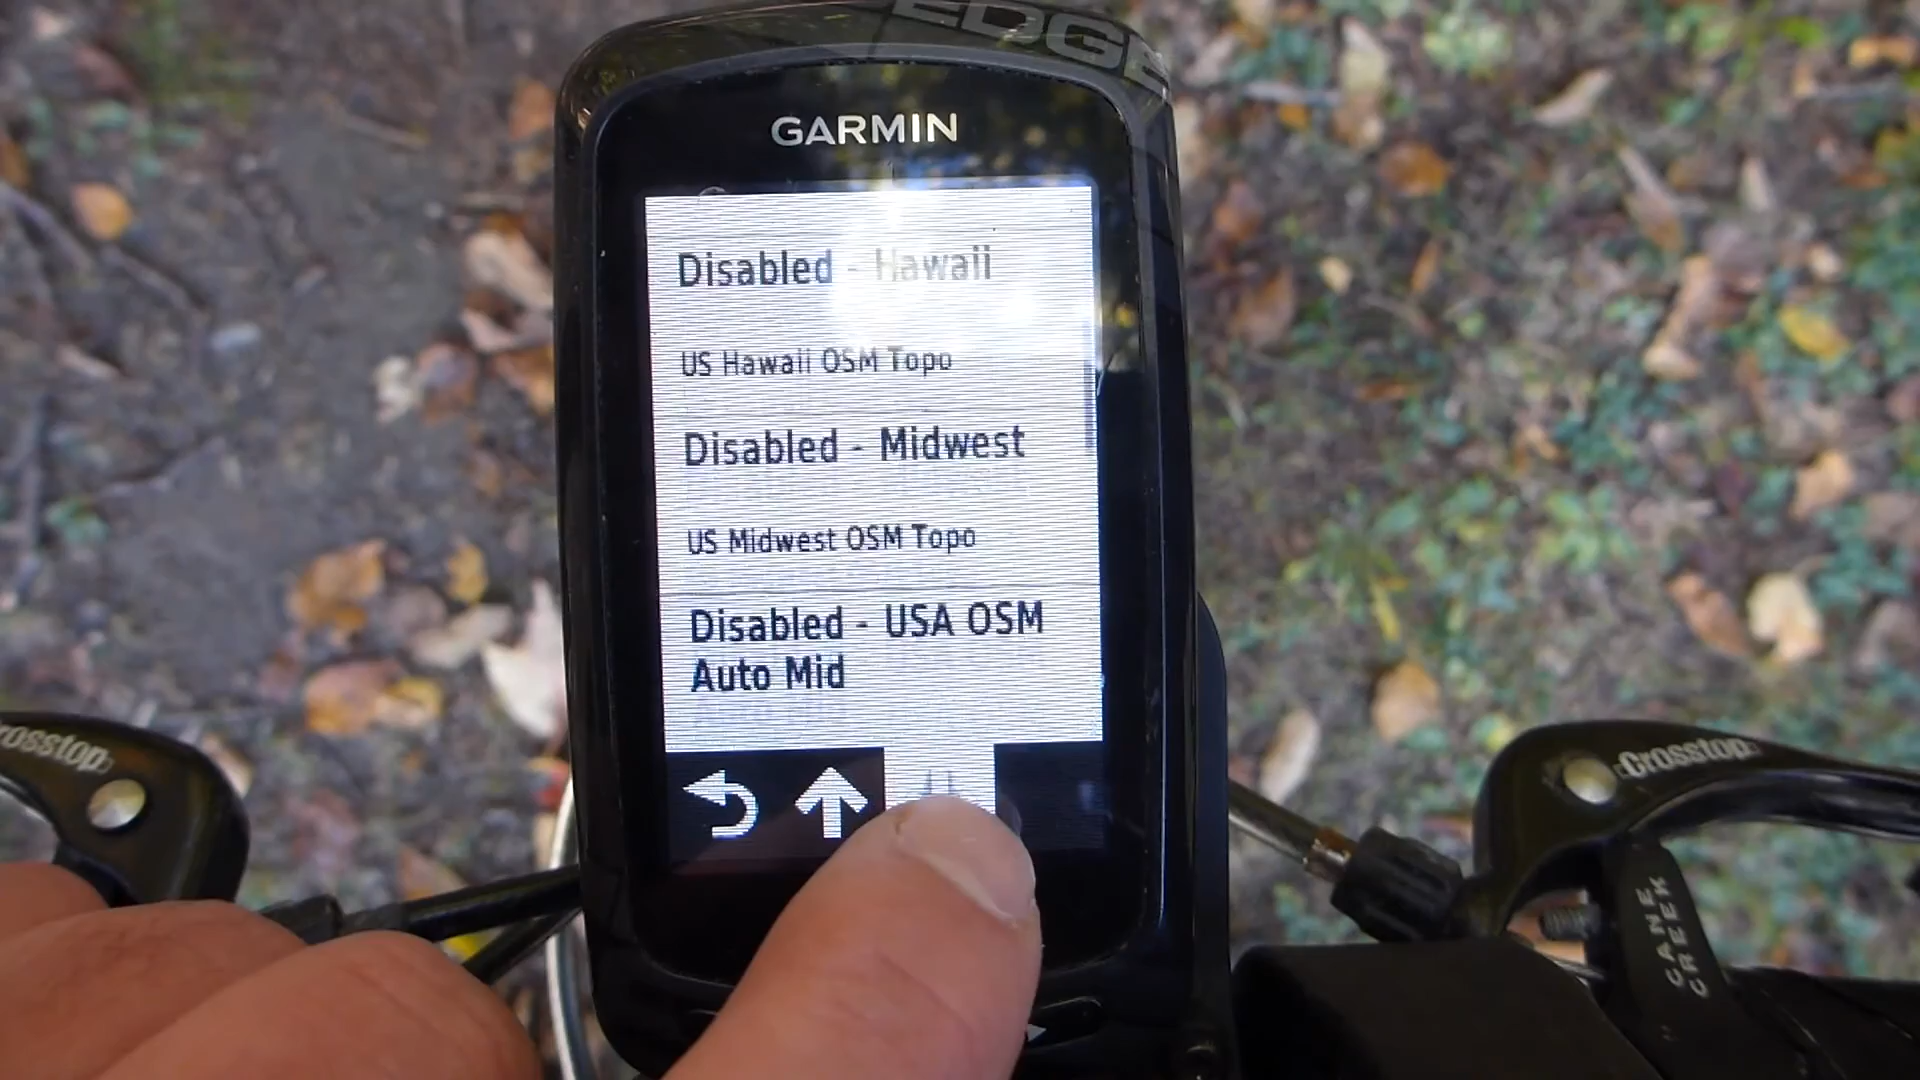 EDGE
GARMIN
Disabled - Hawaii
US Hawaii OSM Topo
Disabled - Midwest
US Midwest OSM Topo
Disabled - USA OSM
Auto Mid
rosstop
Crosstop
CANE
CREEK